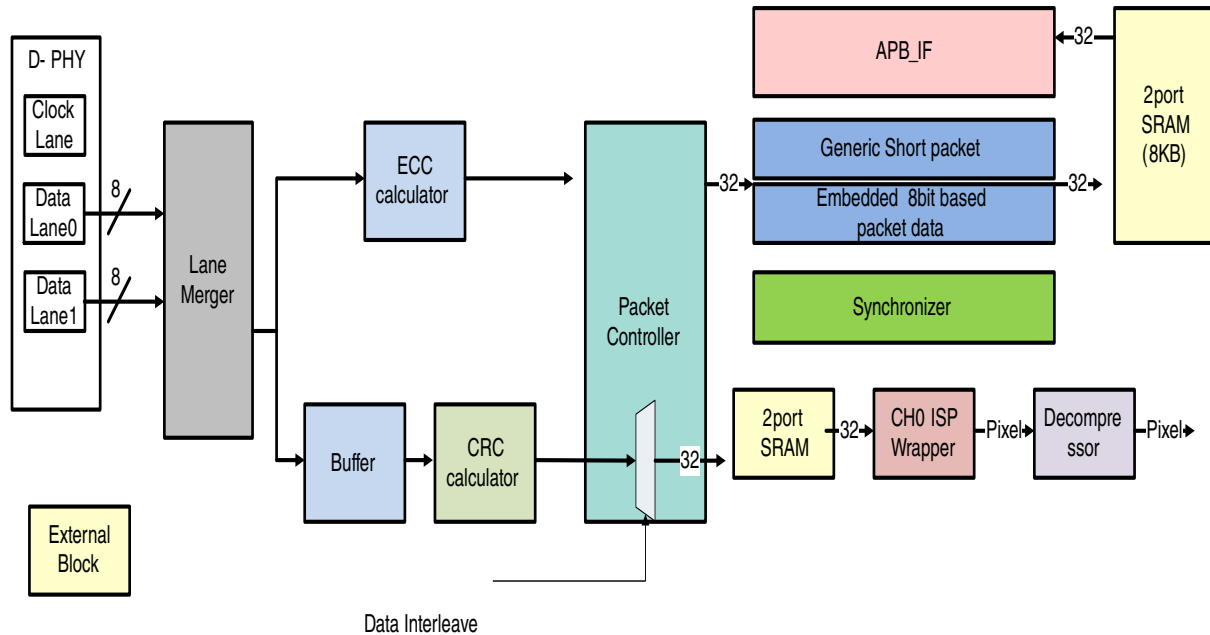 D- PHY
Clock
Lane
8
Data
Lane0
8
Data
Lane1
Lane
Merger
ECC
calculator
Buffer
CRC
calculator
Packet
Controller
32
32
APB_IF
32
Generic Short packet
Embedded 8bit based
packet data
32
2port
SRAM
(8KB)
Synchronizer
2port
SRAM
32
CH0 ISP
Wrapper
Pixel
Decompre
ssor
Pixel
External
Block
Data Interleave